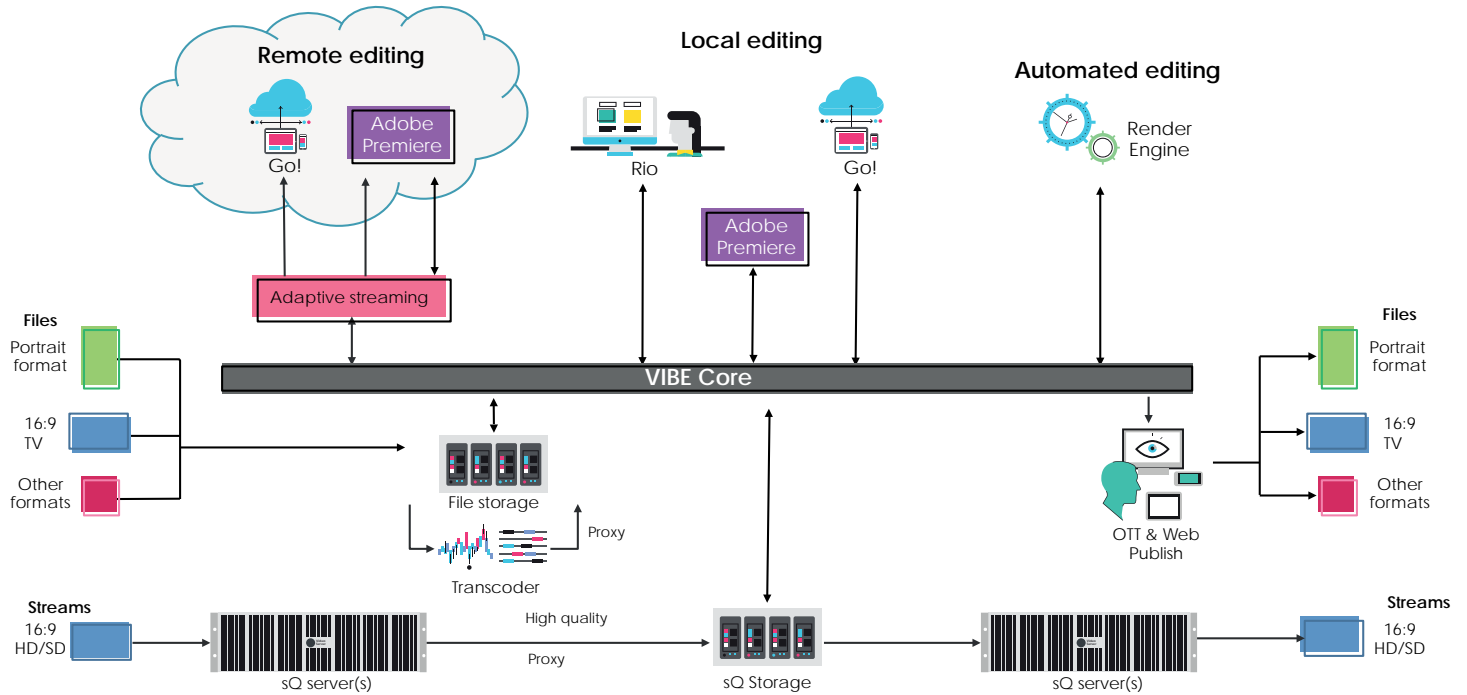 Remote editing
Local editing
Automated editing
Go!
Adobe
Premiere
Rio
Go!
Render
Engine
Adobe
Premiere
Adaptive streaming
Files
Portrait
format
16:9
TV
Other
formats
VIBE Core
File storage
Proxy
Transcoder
OTT & Web
Publish
Files
Portrait
format
16:9
TV
Other
formats
Streams
16:9
HD/SD
sQ server(s)
High quality
Proxy
sQ Storage
sQ server(s)
Streams
16:9
HD/SD